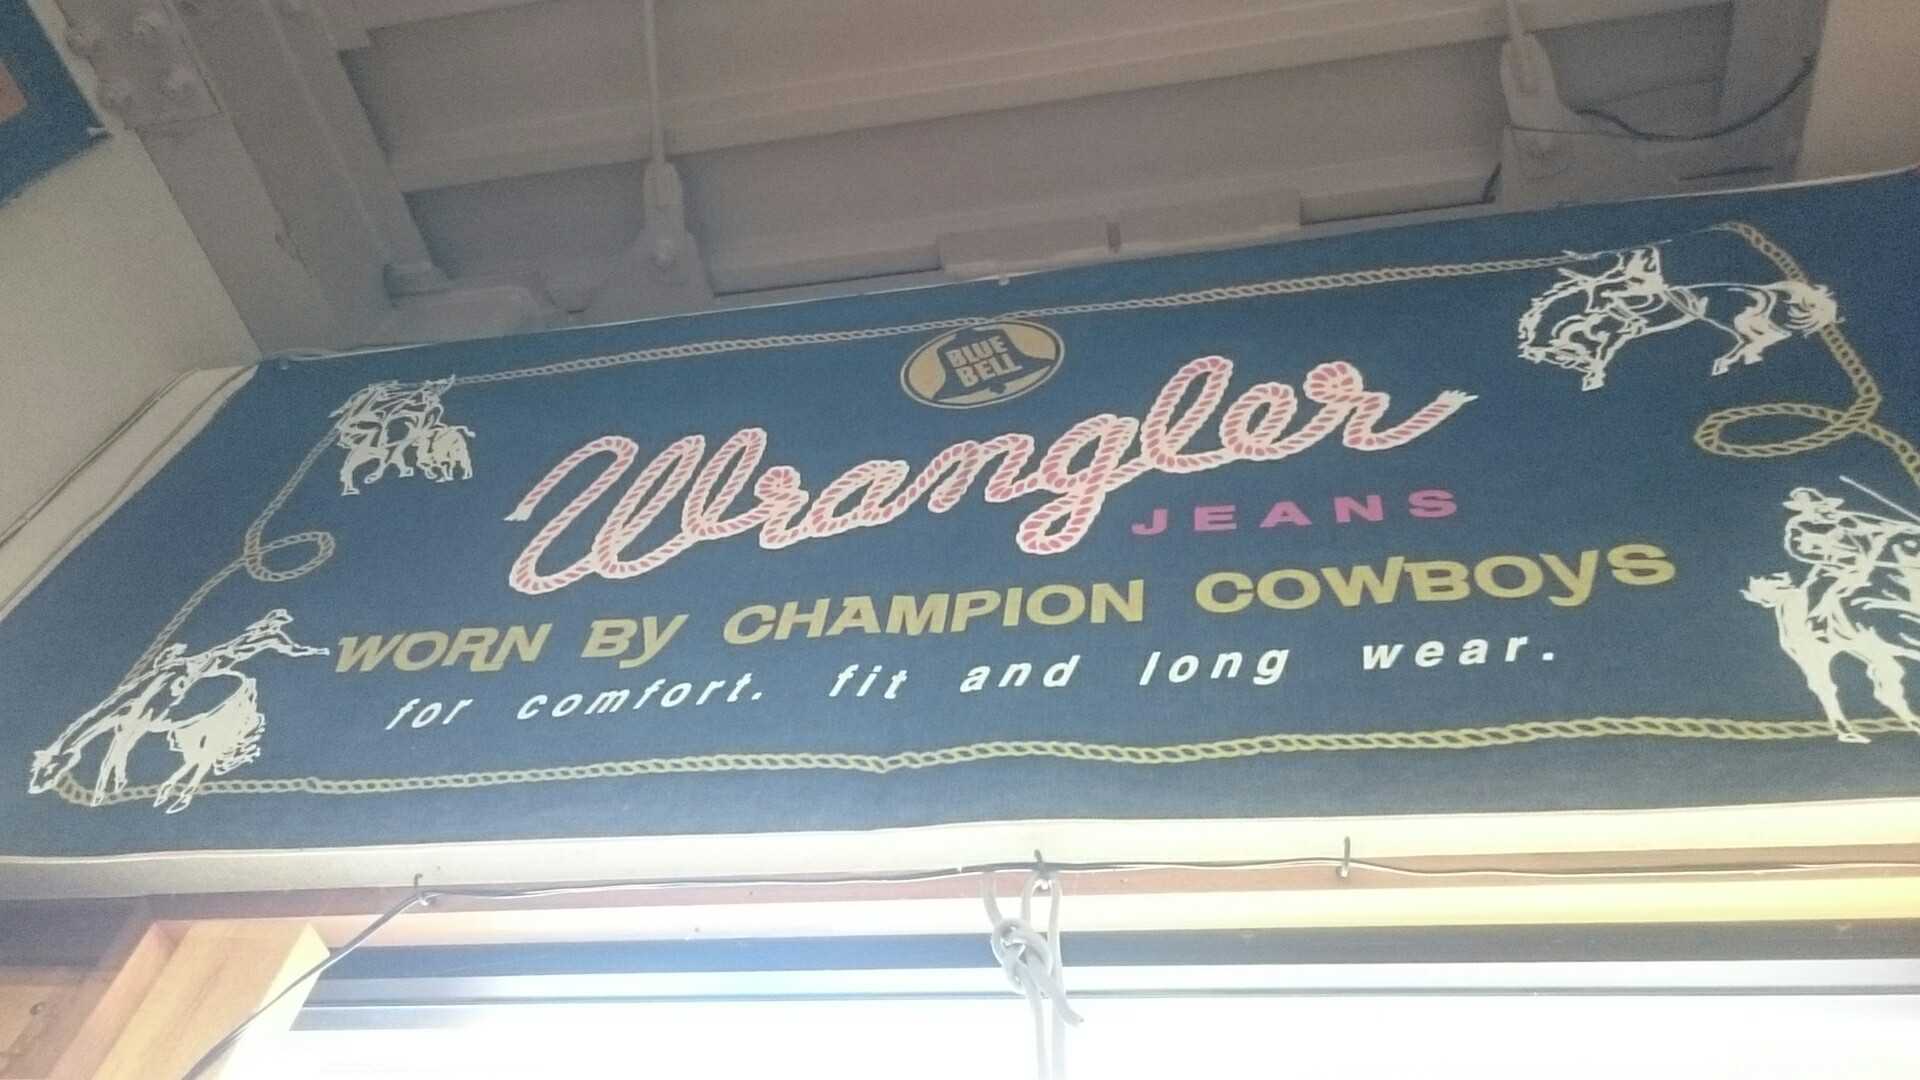 BLUE
BELL
Wrangler
JEANS
WORN BY CHAMPION COWBOYS
for comfort. fit and long wear.